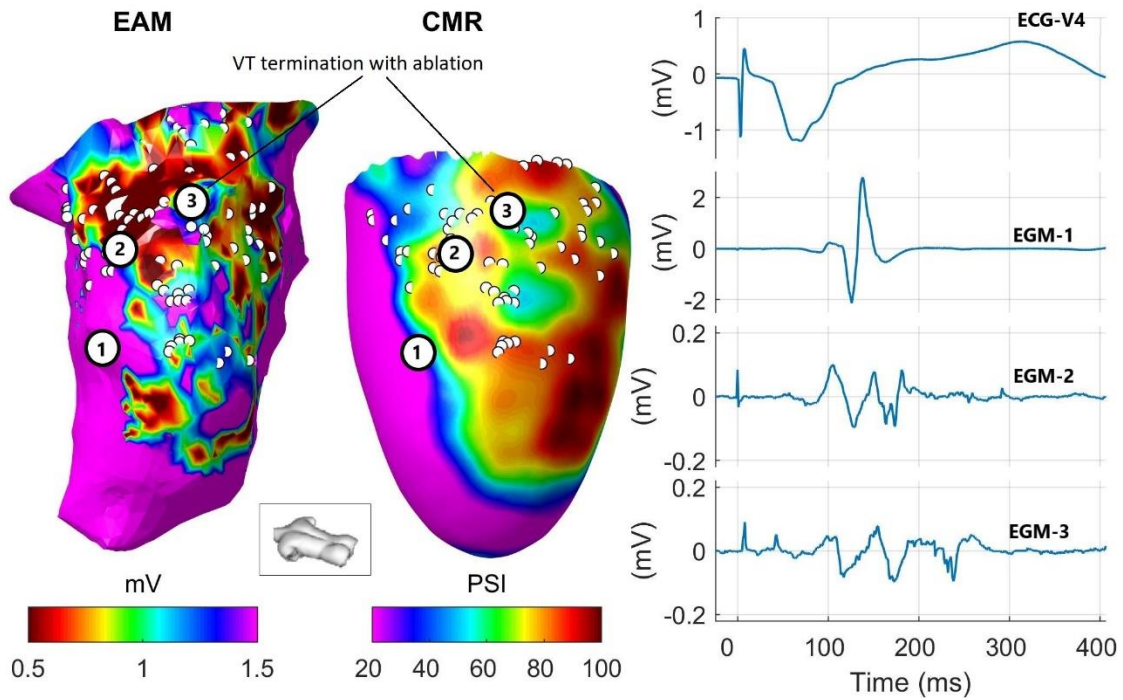 EAM
CMR
VT termination with ablation
3
2
1
3
2
1
mV
0.5 1 1.5
PSI
20 40 60 80 100
ECG-V4
(mV)
1
0
-1
EGM-1
(mV)
2
0
-2
EGM-2
(mV)
0.2
0
-0.2
EGM-3
(mV)
0.2
0
-0.2
0 100 200 300 400
Time (ms)